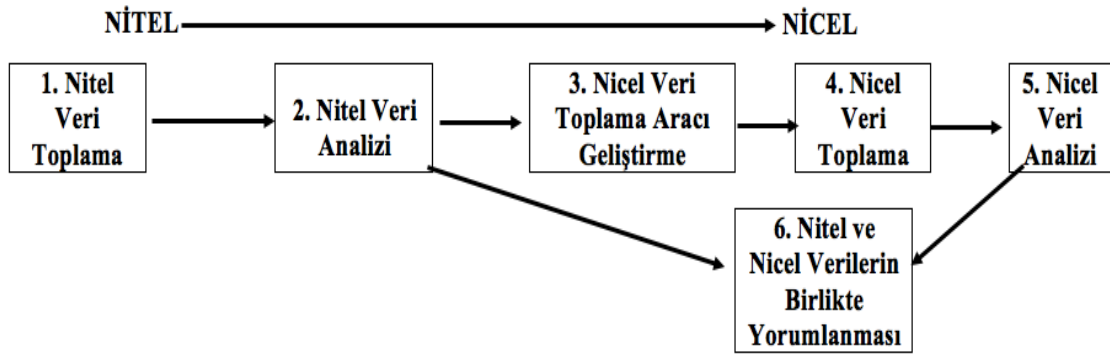 NİTEL
NİCEL
1. Nitel
Veri
Toplama
2. Nitel Veri
Analizi
3. Nicel Veri
Toplama Aracı
Geliştirme
4. Nicel
Veri
Toplama
5. Nicel
Veri
Analizi
6. Nitel ve
Nicel Verilerin
Birlikte
Yorumlanması